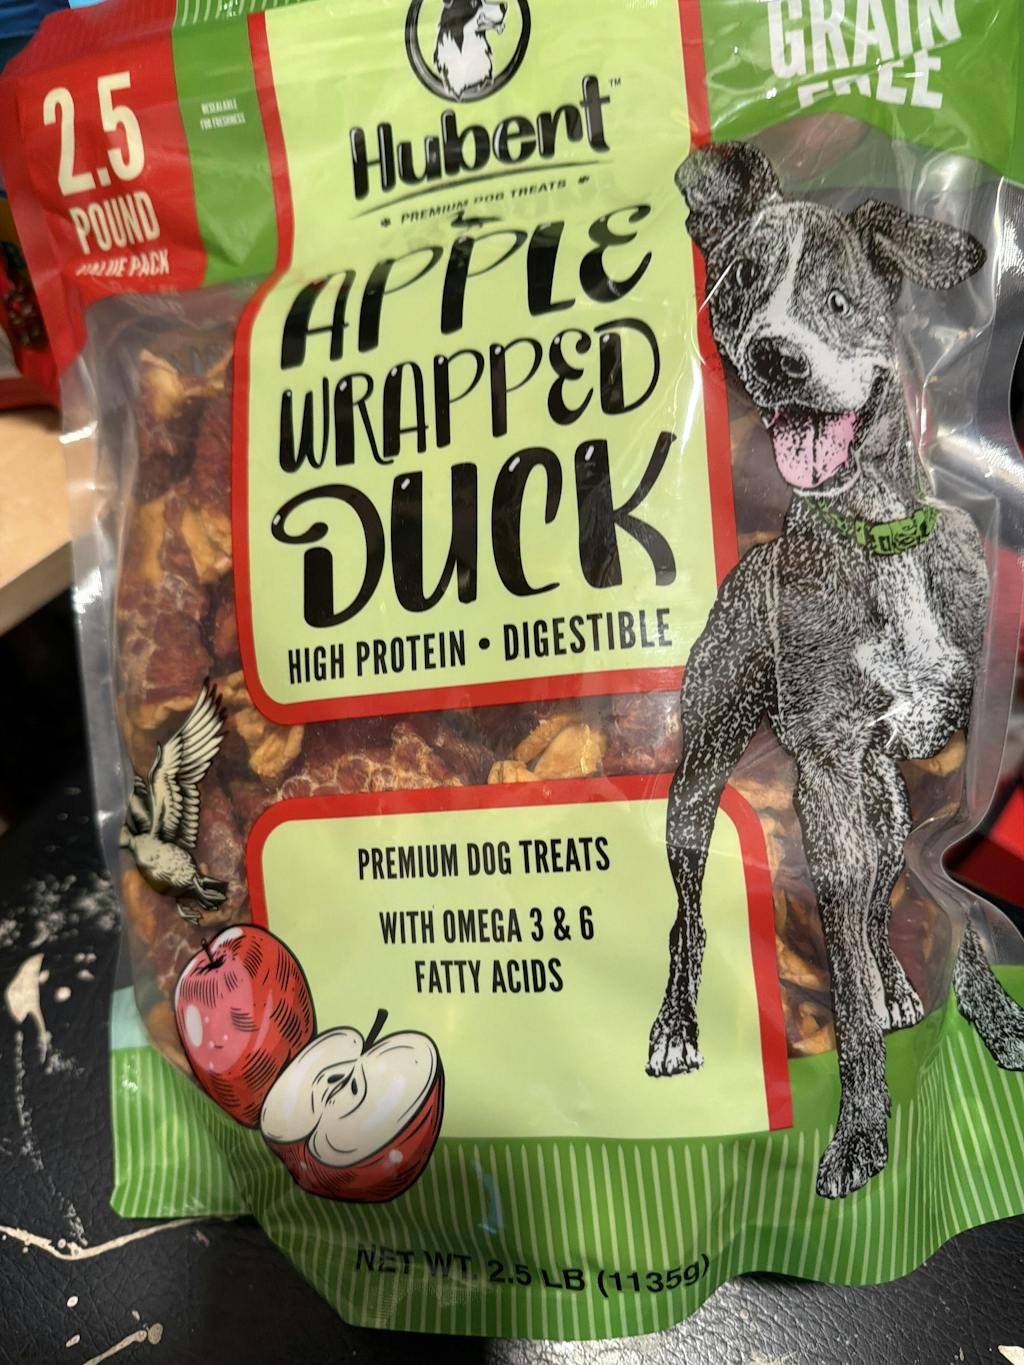 2.5
POUND
VALUE PACK
RESEALABLE
FOR FRESHNESS
Hubert™
PREMIUM DOG TREATS
GRAIN
FREE
APPLE
WRAPPED
DUCK
HIGH PROTEIN • DIGESTIBLE
PREMIUM DOG TREATS
WITH OMEGA 3 & 6
FATTY ACIDS
NET WT. 2.5 LB (1135g)